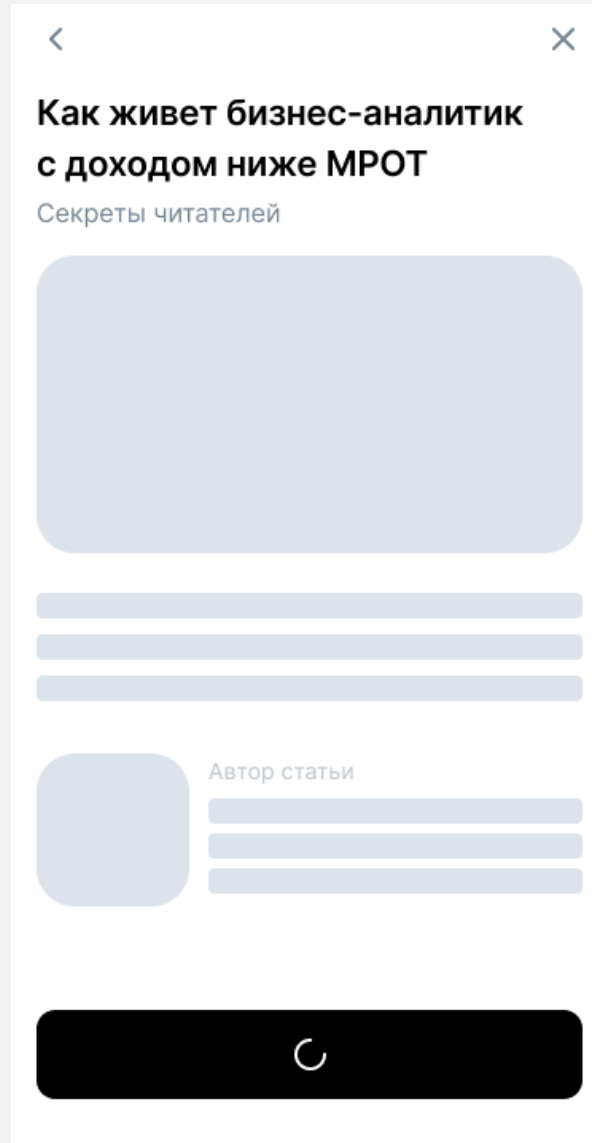 Как живет бизнес-аналитик
с доходом ниже МРОТ
Секреты читателей
Автор статьи